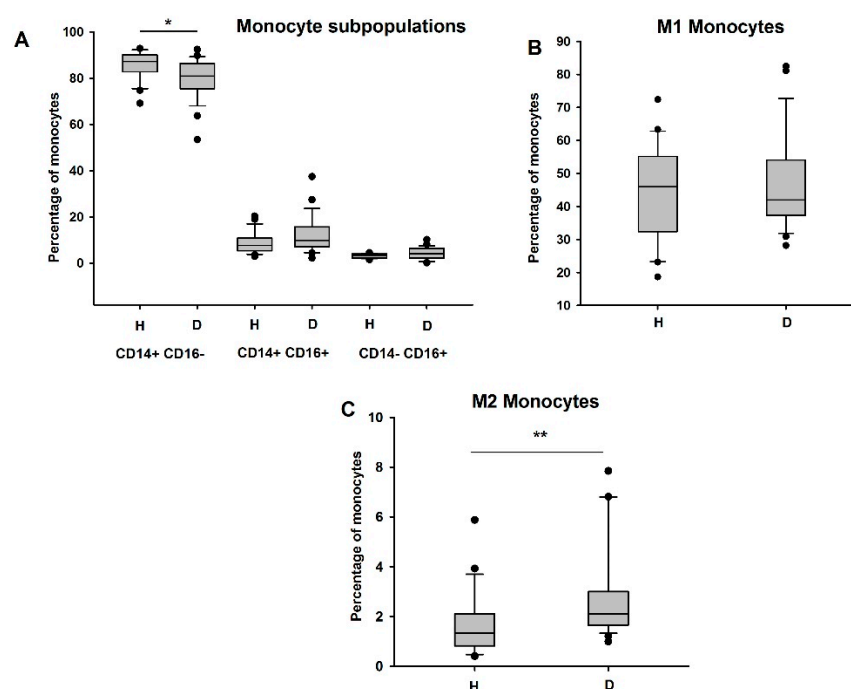 A
Monocyte subpopulations
*
Percentage of monocytes
100
80
60
40
20
0
H D H D H D
CD14+ CD16- CD14+ CD16+ CD14- CD16+
B
M1 Monocytes
Percentage of monocytes
90
80
70
60
50
40
30
20
10
H D
C
M2 Monocytes
**
Percentage of monocytes
10
8
6
4
2
0
H D